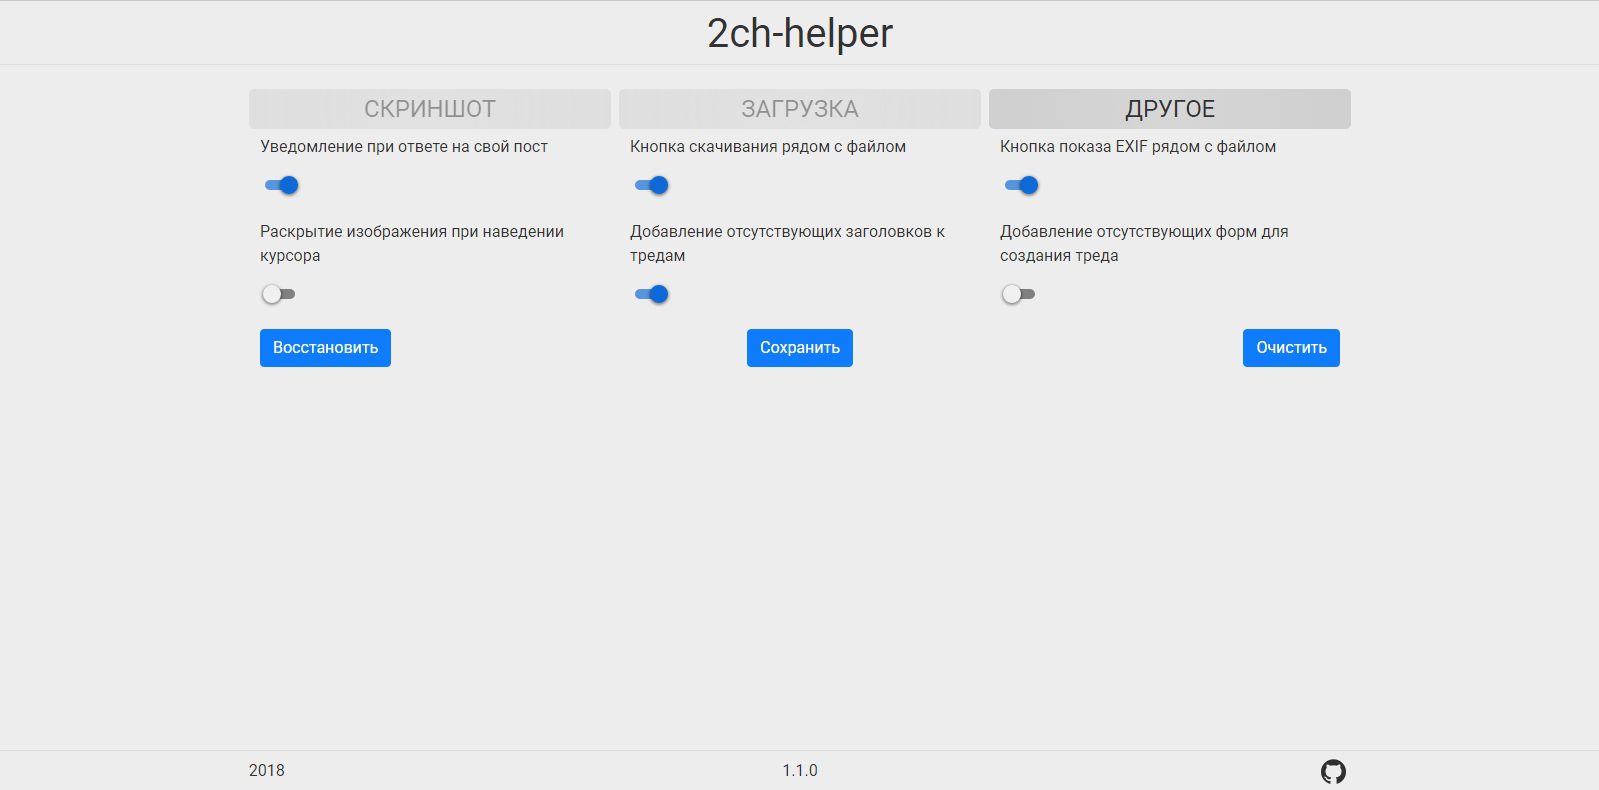 2ch-helper
СКРИНШОТ
ЗАГРУЗКА
ДРУГОЕ
Уведомление при ответе на свой пост
Кнопка скачивания рядом с файлом
Кнопка показа EXIF рядом с файлом
Раскрытие изображения при наведении
курсора
Добавление отсутствующих заголовков к
тредам
Добавление отсутствующих форм для
создания треда
Восстановить
Сохранить
Очистить
2018
1.1.0